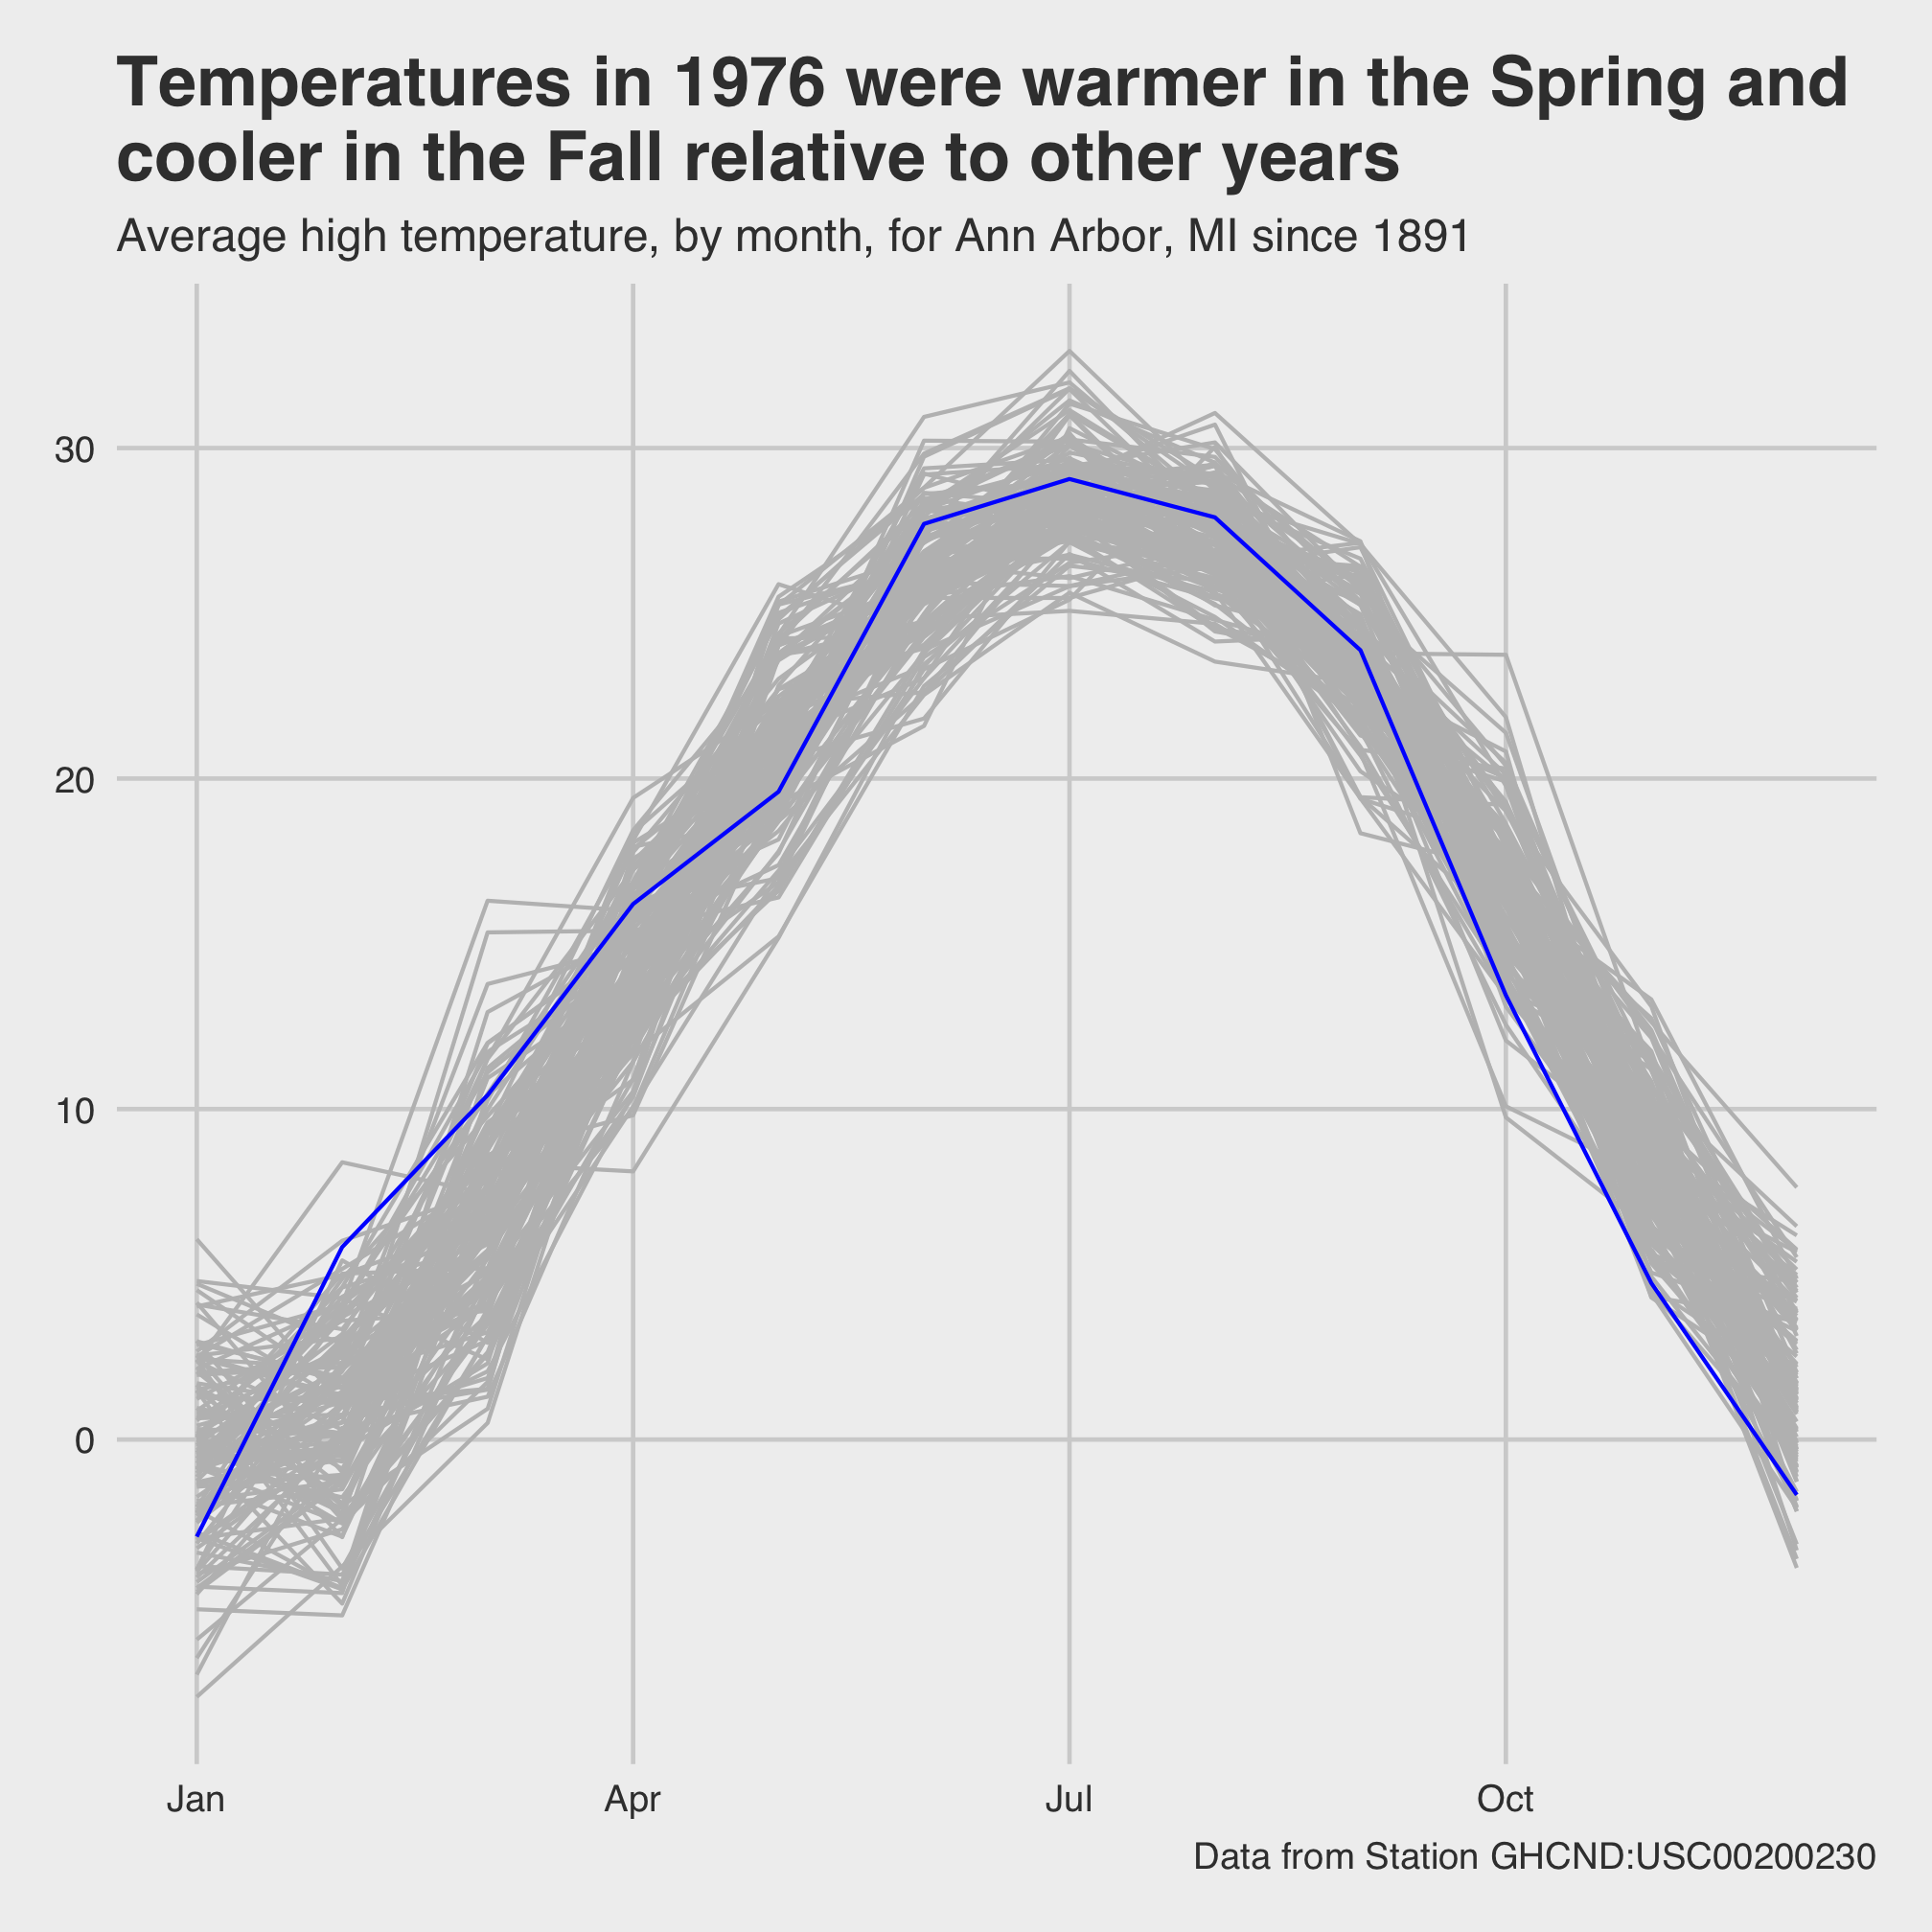 Temperatures in 1976 were warmer in the Spring and
cooler in the Fall relative to other years
Average high temperature, by month, for Ann Arbor, MI since 1891
30
20
10
0
Jan Apr Jul Oct
Data from Station GHCND:USC00200230